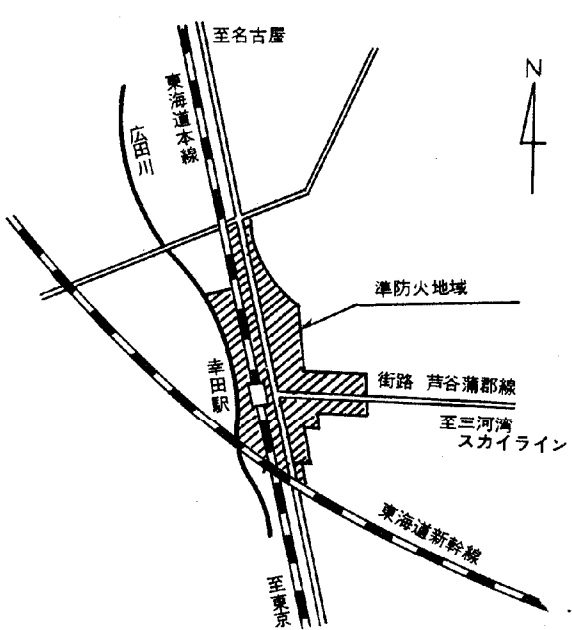 至名古屋
N
東海道本線
広田川
準防火地域
幸田駅
街路 芦谷蒲郡線
至三河湾
スカイライン
東海道新幹線
至東京